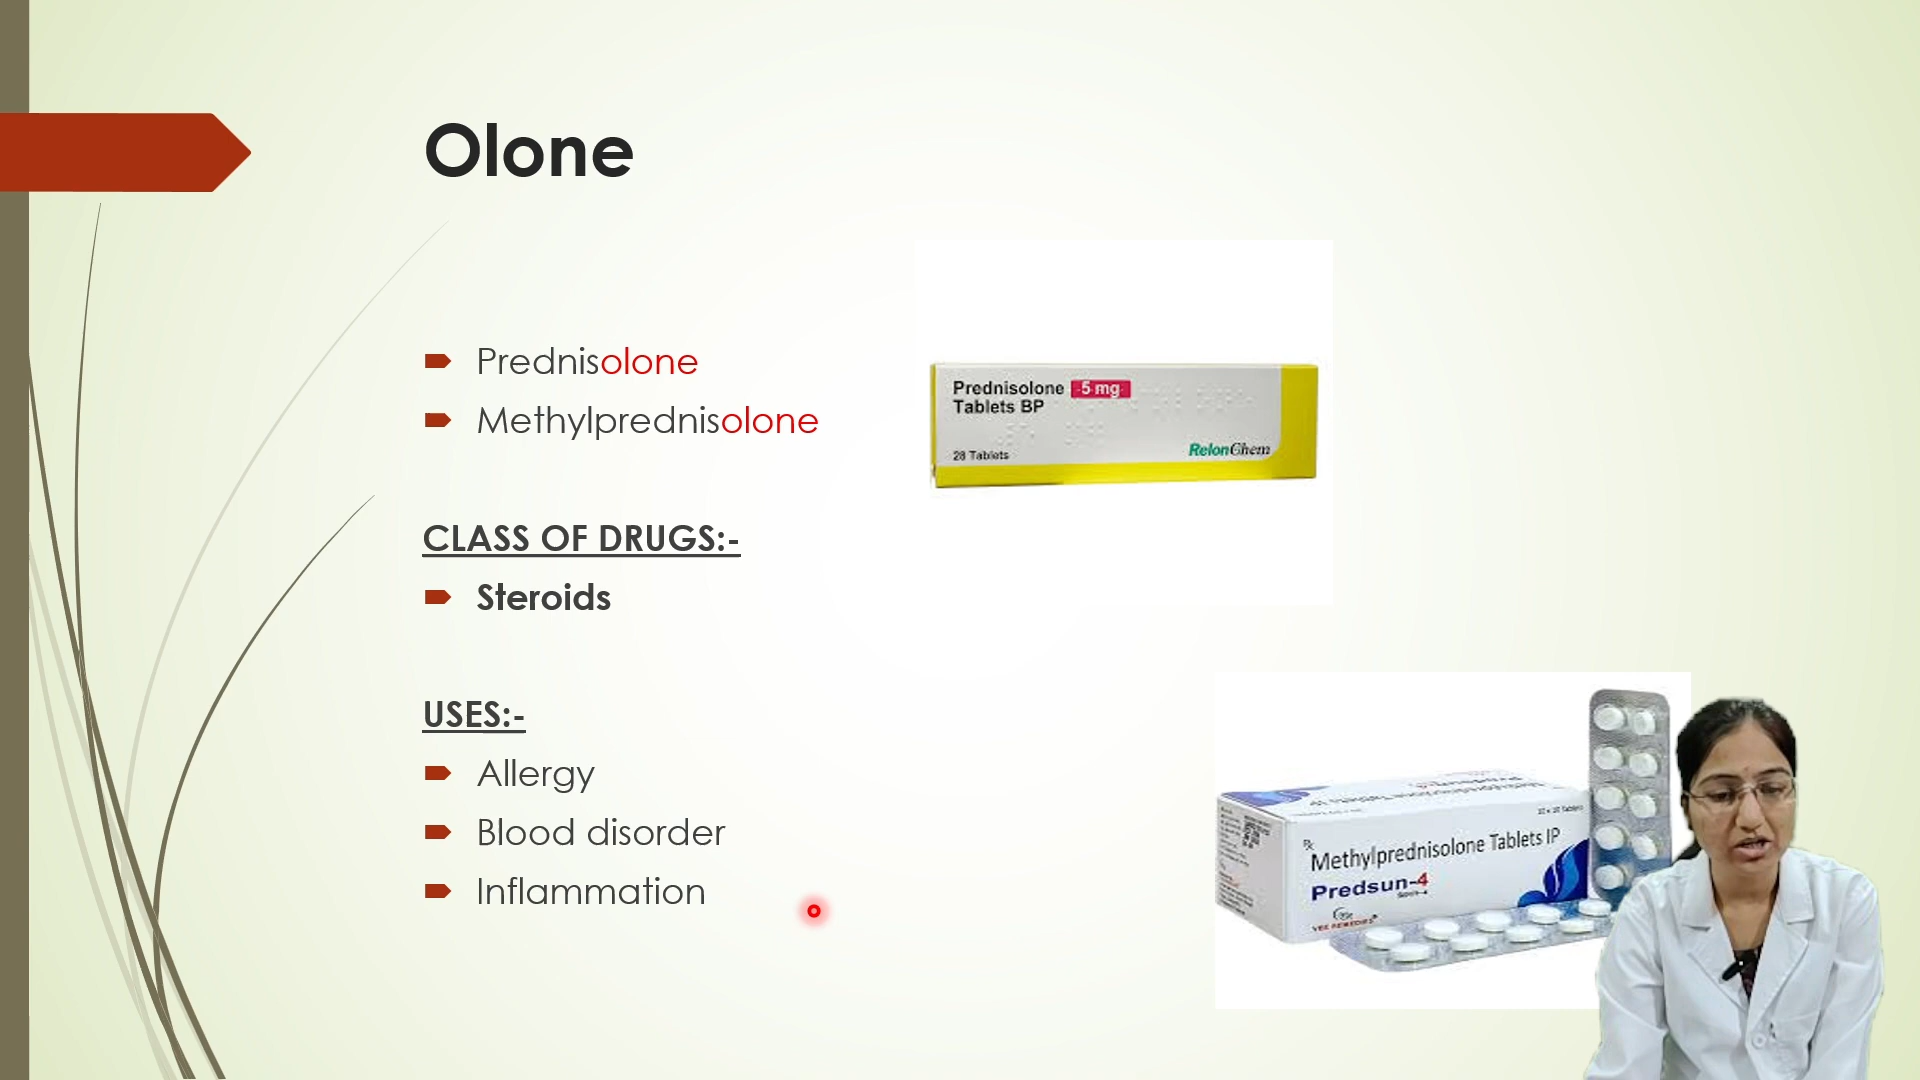 Olone
Prednisolone
Methylprednisolone
CLASS OF DRUGS:-
Steroids
USES:-
Allergy
Blood disorder
Inflammation
Prednisolone 5 mg
Tablets BP
28 Tablets
RelonChem
Rx
Methylprednisolone Tablets IP
Predsun-4